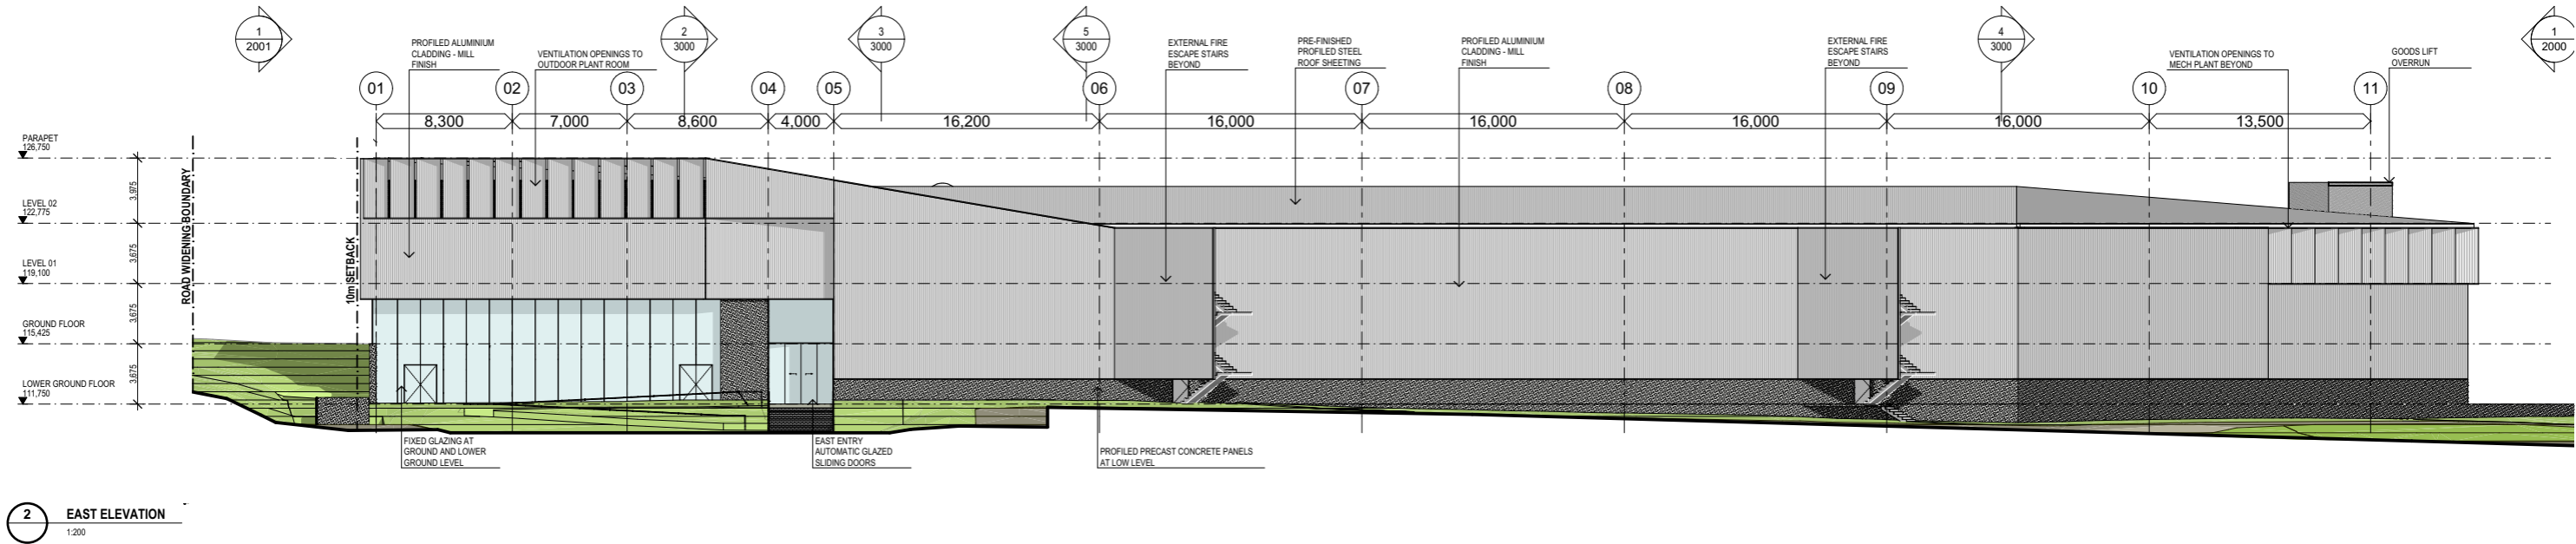 1
2001
2
3000
3
3000
5
3000
4
3000
1
2000
PROFILED ALUMINIUM
CLADDING - MILL
FINISH
VENTILATION OPENINGS TO
OUTDOOR PLANT ROOM
EXTERNAL FIRE
ESCAPE STAIRS
BEYOND
PRE-FINISHED
PROFILED STEEL
ROOF SHEETING
PROFILED ALUMINIUM
CLADDING - MILL
FINISH
EXTERNAL FIRE
ESCAPE STAIRS
BEYOND
VENTILATION OPENINGS TO
MECH PLANT BEYOND
GOODS LIFT
OVERRUN
01
02
03
04
05
06
07
08
09
10
11
8,300
7,000
8,600
4,000
16,200
16,000
16,000
16,000
16,000
13,500
PARAPET
126,750
LEVEL 02
122,775
LEVEL 01
119,100
GROUND FLOOR
115,425
LOWER GROUND FLOOR
111,750
3,975
3,675
3,675
3,675
ROAD WIDENING BOUNDARY
10m SETBACK
FIXED GLAZING AT
GROUND AND LOWER
GROUND LEVEL
EAST ENTRY
AUTOMATIC GLAZED
SLIDING DOORS
PROFILED PRECAST CONCRETE PANELS
AT LOW LEVEL
2
EAST ELEVATION
1:200